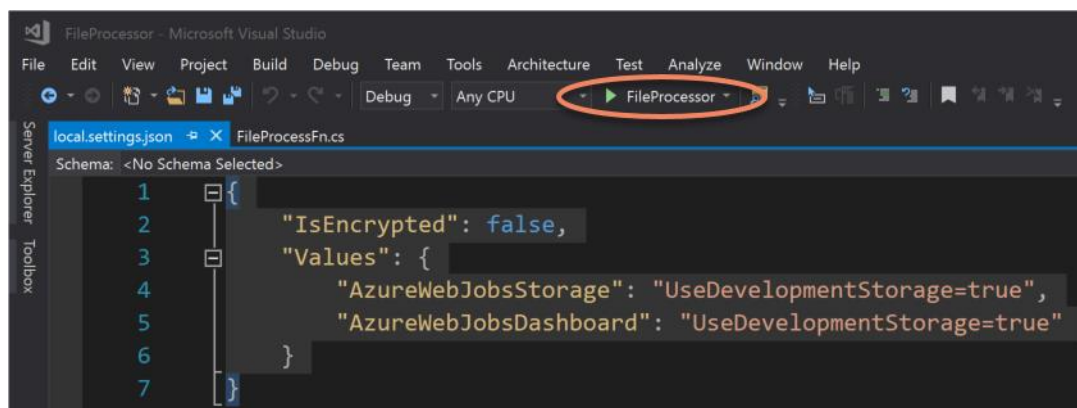 FileProcessor - Microsoft Visual Studio
File Edit View Project Build Debug Team Tools Architecture Test Analyze Window Help
Debug Any CPU FileProcessor
Server Explorer
Toolbox
local.settings.json FileProcessFn.cs
Schema: <No Schema Selected>
1 {
2 "IsEncrypted": false,
3 "Values": {
4 "AzureWebJobsStorage": "UseDevelopmentStorage=true",
5 "AzureWebJobsDashboard": "UseDevelopmentStorage=true"
6 }
7 }